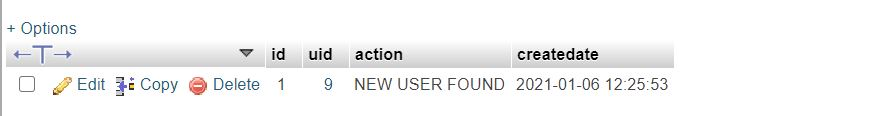 + Options
←T→ id uid action createdate
Edit Copy Delete 1 9 NEW USER FOUND 2021-01-06 12:25:53